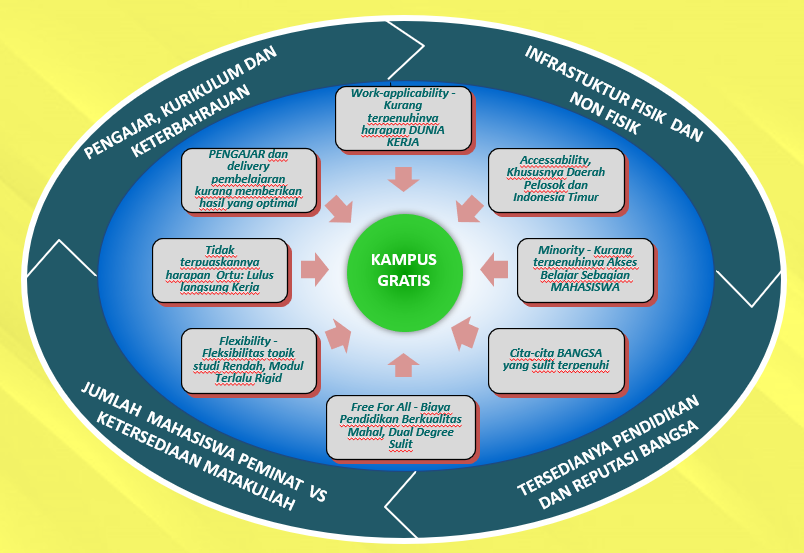 PENGAJAR, KURIKULUM DAN
KETERBAHRAUAN
INFRASTUKTUR FISIK DAN
NON FISIK
Work-applicability -
Kurang
terpenuhinya
harapan DUNIA
KERJA
PENGAJAR dan
delivery
pembelajaran
kurang memberikan
hasil yang optimal
Accessability,
Khususnya Daerah
Pelosok dan
Indonesia Timur
Tidak
terpuaskannya
harapan Ortu: Lulus
langsung Kerja
KAMPUS
GRATIS
Minority - Kurang
terpenuhinya Akses
Belajar Sebagian
MAHASISWA
Flexibility -
Fleksibilitas topik
studi Rendah, Modul
Terlalu Rigid
Cita-cita BANGSA
yang sulit terpenuhi
Free For All - Biaya
Pendidikan Berkualitas
Mahal, Dual Degree
Sulit
JUMLAH MAHASISWA PEMINAT VS
KETERSEDIAAN MATAKULIAH
TERSEDIANYA PENDIDIKAN
DAN REPUTASI BANGSA